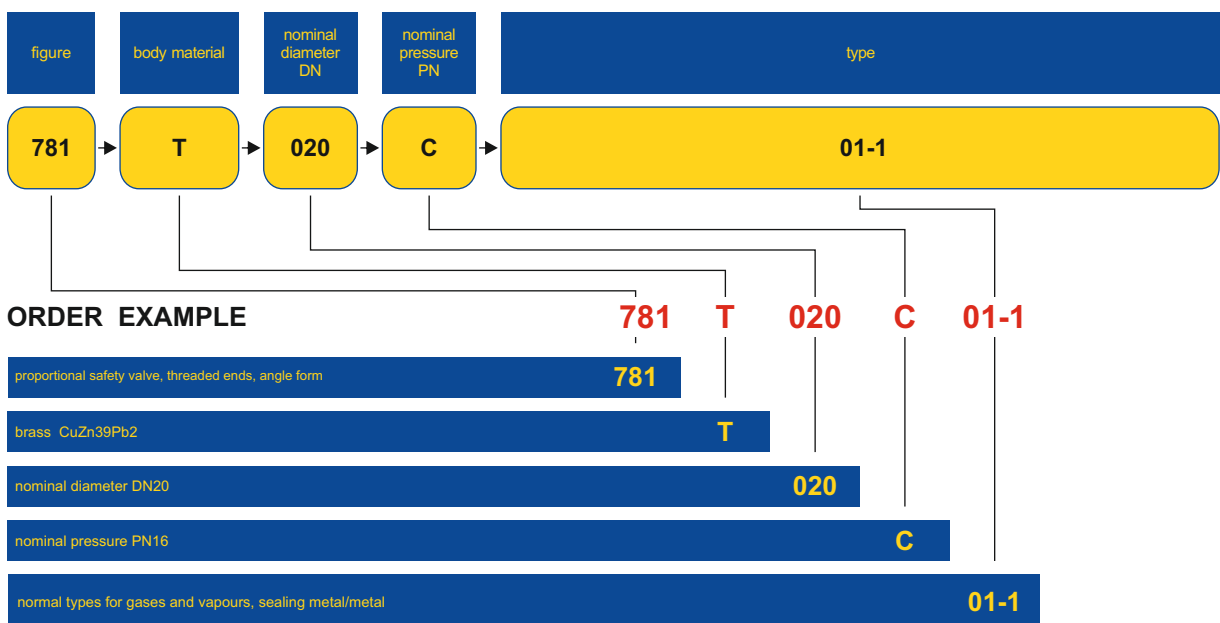 figure
body material
nominal
diameter
DN
nominal
pressure
PN
type
781
T
020
C
01-1
ORDER EXAMPLE
781 T 020 C 01-1
proportional safety valve, threaded ends, angle form 781
brass CuZn39Pb2 T
nominal diameter DN20 020
nominal pressure PN16 C
normal types for gases and vapours, sealing metal/metal 01-1